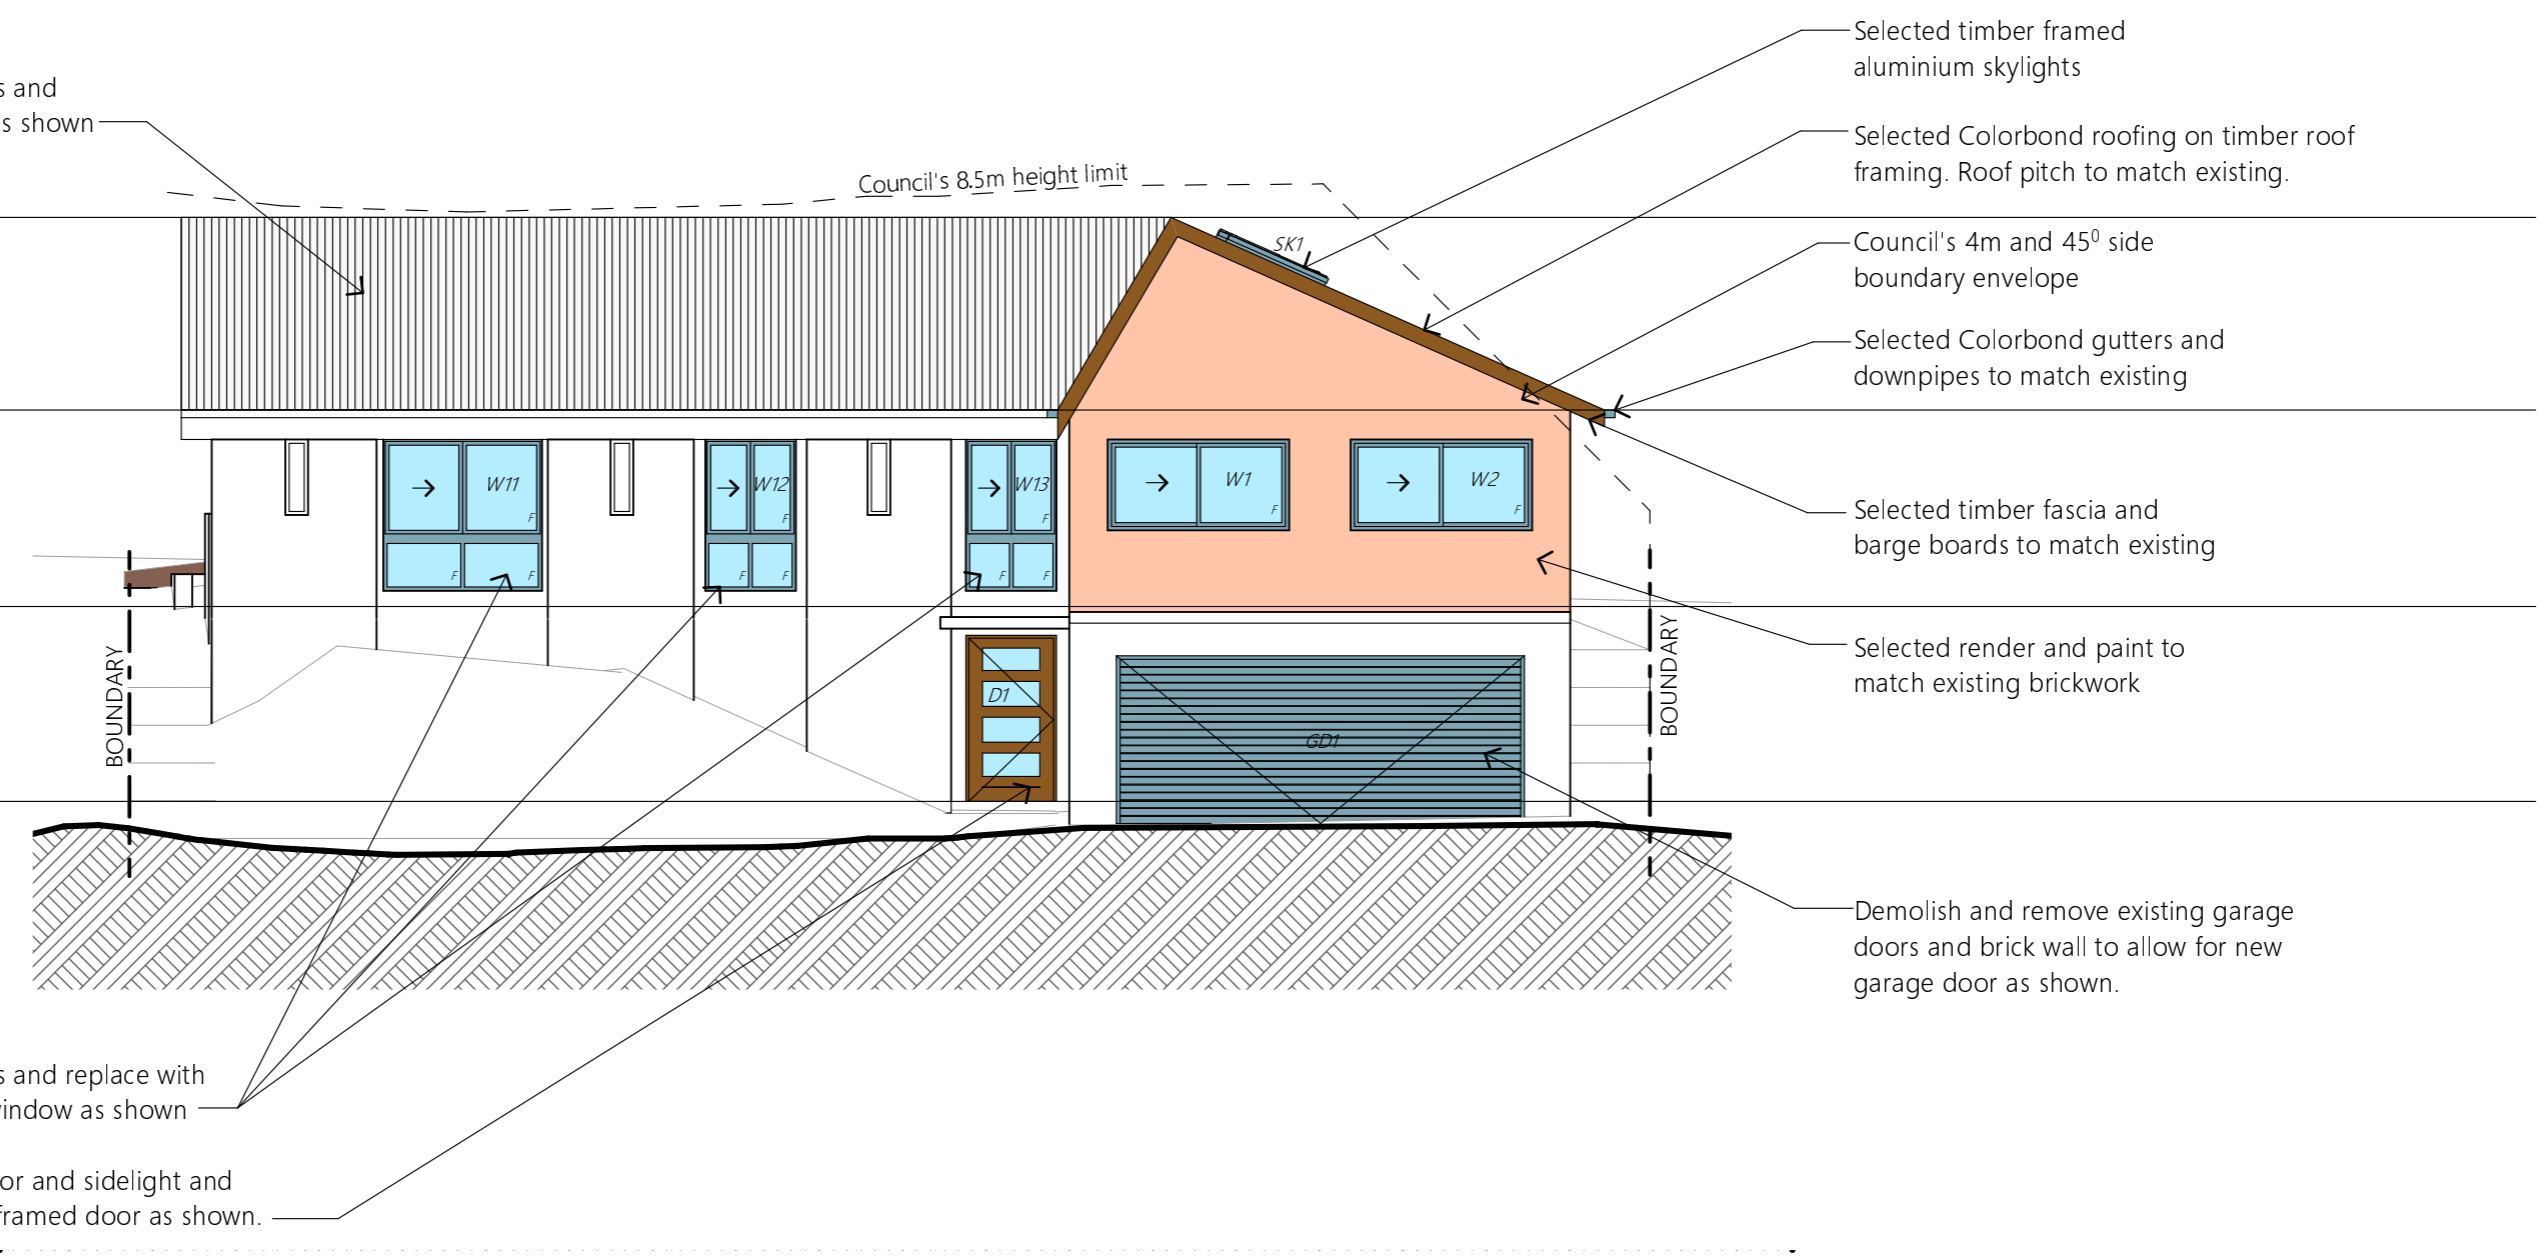 Selected timber framed
aluminium skylights
s and
s shown
Selected Colorbond roofing on timber roof
framing. Roof pitch to match existing.
Council's 8.5m height limit
SK1
Council's 4m and 45⁰ side
boundary envelope
Selected Colorbond gutters and
downpipes to match existing
W11
F
F
F
W12
F
F
F
W13
F
F
F
W1
F
W2
F
Selected timber fascia and
barge boards to match existing
BOUNDARY
BOUNDARY
Selected render and paint to
match existing brickwork
D1
GD1
Demolish and remove existing garage
doors and brick wall to allow for new
garage door as shown.
s and replace with
window as shown
or and sidelight and
framed door as shown.